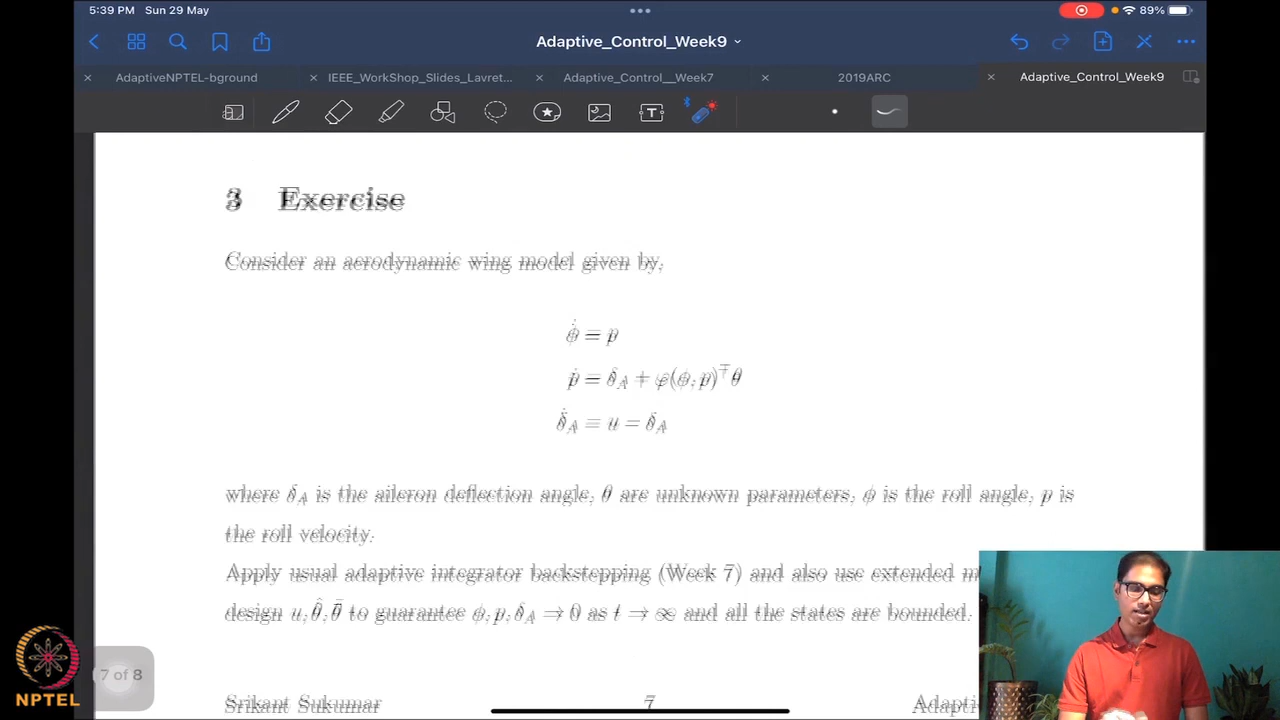 5:39 PM Sun 29 May
89%
Adaptive_Control_Week9
AdaptiveNPTEL-bground
IEEE_WorkShop_Slides_Lavret...
Adaptive_Control__Week7
2019ARC
Adaptive_Control_Week9
3 Exercise
Consider an aerodynamic wing model given by,
φ̇ = p
ṗ = δ_A + φ(ϕ, p)^⊤θ
δ̇_A = u − δ_A
where δ_A is the aileron deflection angle, θ are unknown parameters, ϕ is the roll angle, p is
the roll velocity.
Apply usual adaptive integrator backstepping (Week 7) and also use extended
design u, θ̂, to guarantee ϕ, p, δ_A → 0 as t → ∞ and all the states are bounded.
7 of 8
Srikant Sukumar
7
NPTEL